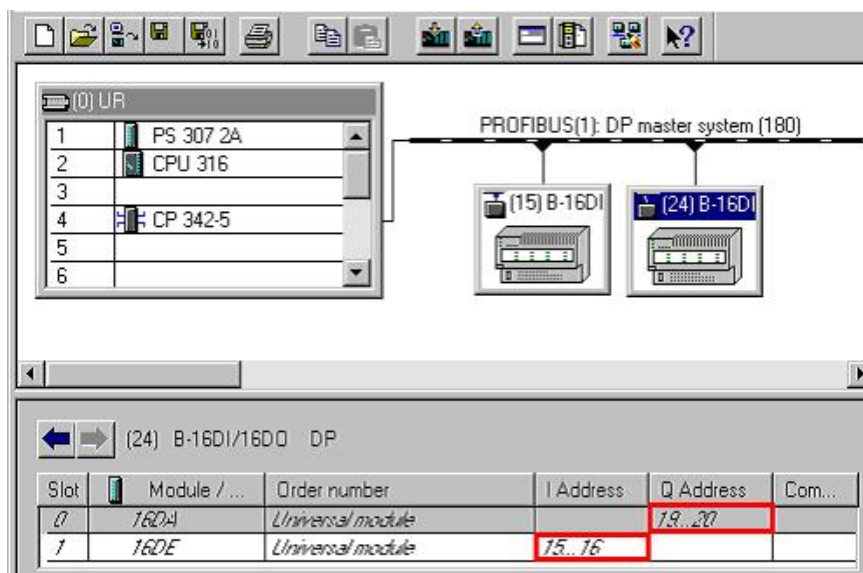 (0) UR
1 PS 307 2A
2 CPU 316
3
4 CP 342-5
5
6
PROFIBUS(1): DP master system (180)
(15) B-16DI
(24) B-16DI
(24) B-16DI/16DO DP
Slot Module /... Order number I Address Q Address Com...
0 16DA Universal module 19...20
1 16DE Universal module 15...16